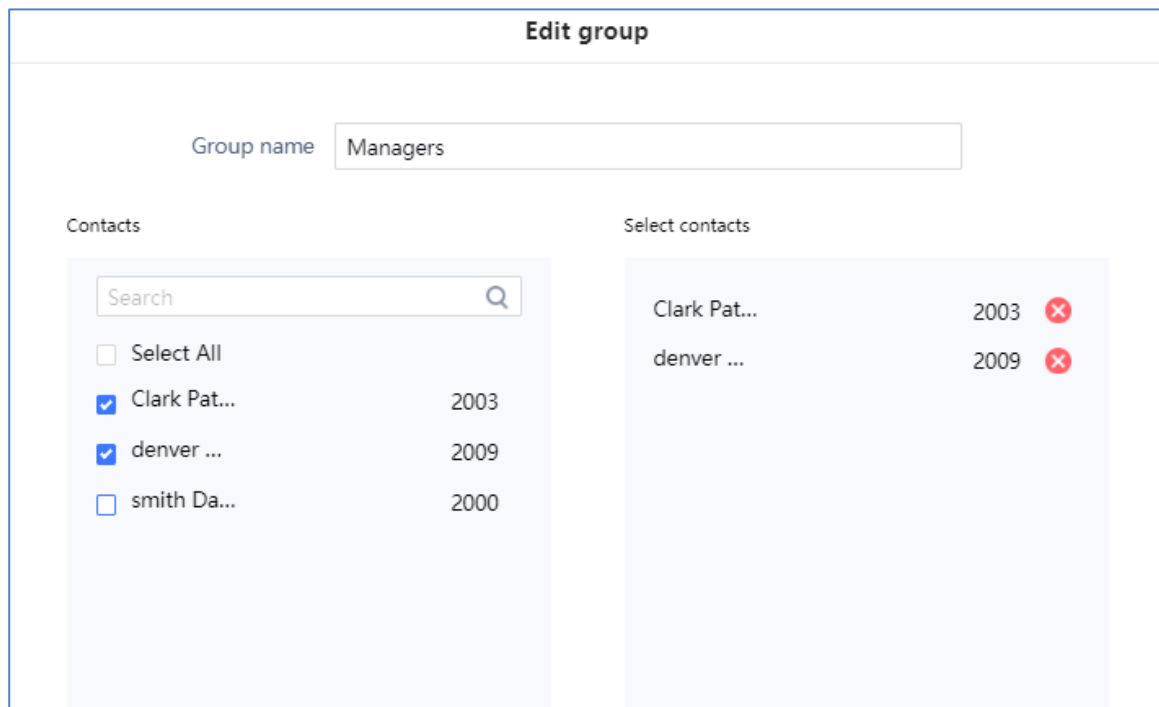 Edit group
Group name Managers
Contacts
Search
Select All
Clark Pat... 2003
denver ... 2009
smith Da... 2000
Select contacts
Clark Pat... 2003
denver ... 2009